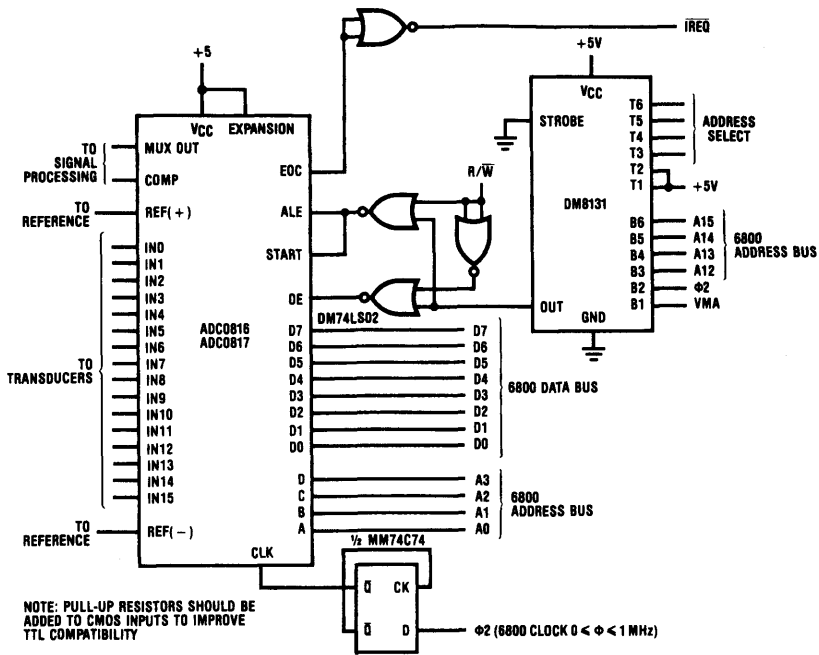 I̅R̅E̅Q̅
+5
+5V
VCC
EXPANSION
MUX OUT
COMP
REF(+)
IN0
IN1
IN2
IN3
IN4
IN5
IN6
IN7
IN8
IN9
IN10
IN11
IN12
IN13
IN14
IN15
REF(−)
TO
SIGNAL
PROCESSING
TO
REFERENCE
TO
TRANSDUCERS
TO
REFERENCE
ADC0816
ADC0817
EOC
ALE
START
OE
D7
D6
D5
D4
D3
D2
D1
D0
D
C
B
A
CLK
R/W̅
DM74LS02
VCC
STROBE
DM8131
OUT
GND
T6
T5
T4
T3
T2
T1
ADDRESS
SELECT
+5V
B6
B5
B4
B3
B2
B1
A15
A14
A13
A12
Φ2
VMA
6800
ADDRESS BUS
D7
D6
D5
D4
D3
D2
D1
D0
6800 DATA BUS
A3
A2
A1
A0
6800
ADDRESS BUS
½ MM74C74
Q̅
CK
Q̅
D
Φ2 (6800 CLOCK 0 ⩽ Φ ⩽ 1 MHz)
NOTE: PULL-UP RESISTORS SHOULD BE
ADDED TO CMOS INPUTS TO IMPROVE
TTL COMPATIBILITY